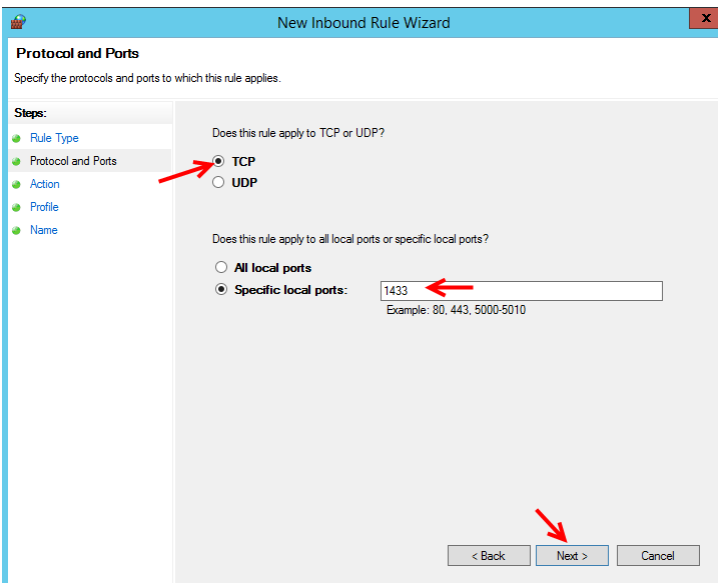 New Inbound Rule Wizard
x
Protocol and Ports
Specify the protocols and ports to which this rule applies.
Steps:
Rule Type
Protocol and Ports
Action
Profile
Name
Does this rule apply to TCP or UDP?
TCP
UDP
Does this rule apply to all local ports or specific local ports?
All local ports
Specific local ports: 1433
Example: 80, 443, 5000-5010
< Back Next > Cancel